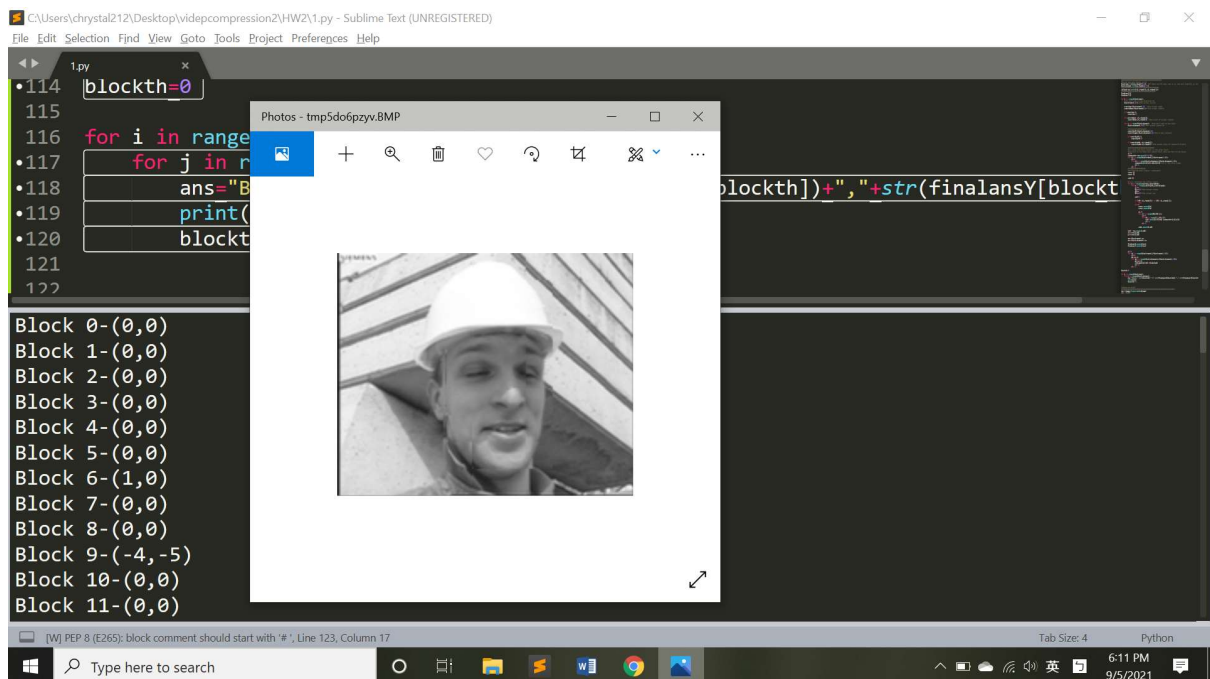 C:\Users\chrystal212\Desktop\videpcompression2\HW2\1.py - Sublime Text (UNREGISTERED)
File Edit Selection Find View Goto Tools Project Preferences Help
1.py
114 blockth=0
115
116 for i in range
117 for j in r
118 ans="B blockth])+","+str(finalansY[blockt
119 print(
120 blockt
121
122
Photos - tmp5do6pzyv.BMP
SIEMENS
Block 0-(0,0)
Block 1-(0,0)
Block 2-(0,0)
Block 3-(0,0)
Block 4-(0,0)
Block 5-(0,0)
Block 6-(1,0)
Block 7-(0,0)
Block 8-(0,0)
Block 9-(-4,-5)
Block 10-(0,0)
Block 11-(0,0)
[W] PEP 8 (E265): block comment should start with '# ', Line 123, Column 17
Tab Size: 4 Python
Type here to search
英 ㄅ
6:11 PM
9/5/2021